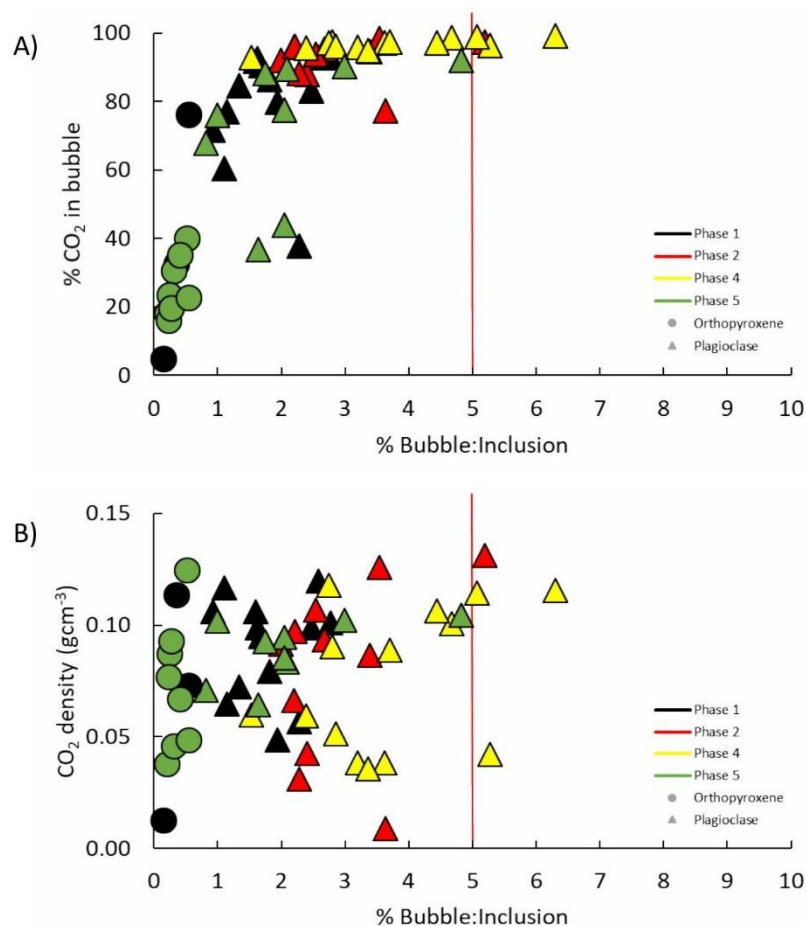 A)
% CO₂ in bubble
100
80
60
40
20
0
0 1 2 3 4 5 6 7 8 9 10
% Bubble:Inclusion
Phase 1
Phase 2
Phase 4
Phase 5
Orthopyroxene
Plagioclase
B)
CO₂ density (gcm⁻³)
0.15
0.10
0.05
0.00
0 1 2 3 4 5 6 7 8 9 10
% Bubble:Inclusion
Phase 1
Phase 2
Phase 4
Phase 5
Orthopyroxene
Plagioclase